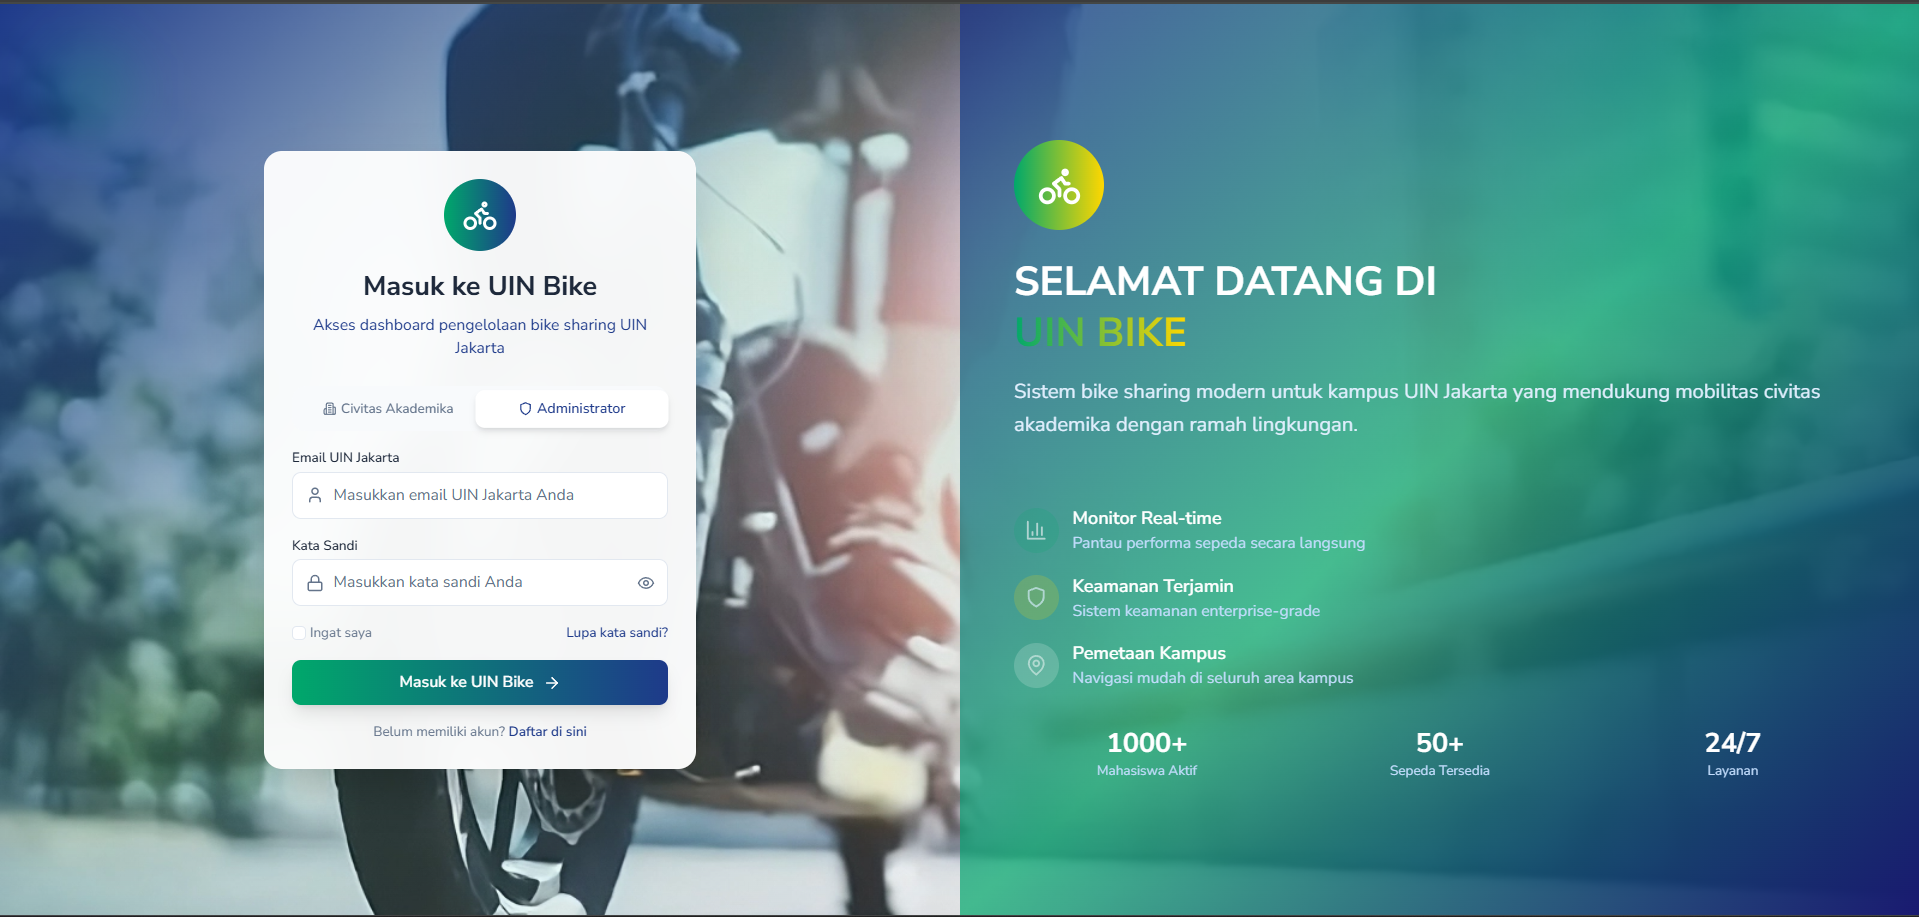 Masuk ke UIN Bike
Akses dashboard pengelolaan bike sharing UIN
Jakarta
Civitas Akademika
Administrator
Email UIN Jakarta
Masukkan email UIN Jakarta Anda
Kata Sandi
Masukkan kata sandi Anda
Ingat saya
Lupa kata sandi?
Masuk ke UIN Bike
Belum memiliki akun? Daftar di sini
SELAMAT DATANG DI
UIN BIKE
Sistem bike sharing modern untuk kampus UIN Jakarta yang mendukung mobilitas civitas
akademika dengan ramah lingkungan.
Monitor Real-time
Pantau performa sepeda secara langsung
Keamanan Terjamin
Sistem keamanan enterprise-grade
Pemetaan Kampus
Navigasi mudah di seluruh area kampus
1000+
Mahasiswa Aktif
50+
Sepeda Tersedia
24/7
Layanan